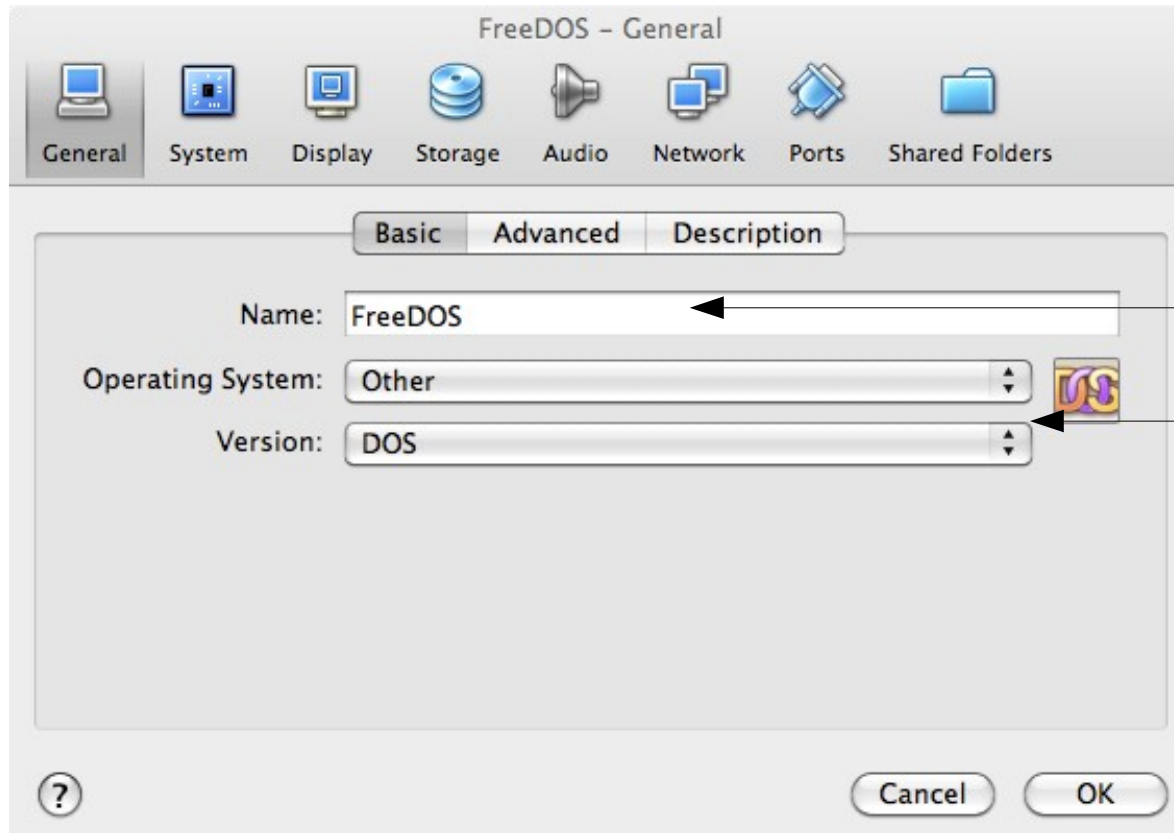 FreeDOS – General
General System Display Storage Audio Network Ports Shared Folders
Basic Advanced Description
Name: FreeDOS
Operating System: Other
DOS
Version: DOS
? Cancel OK